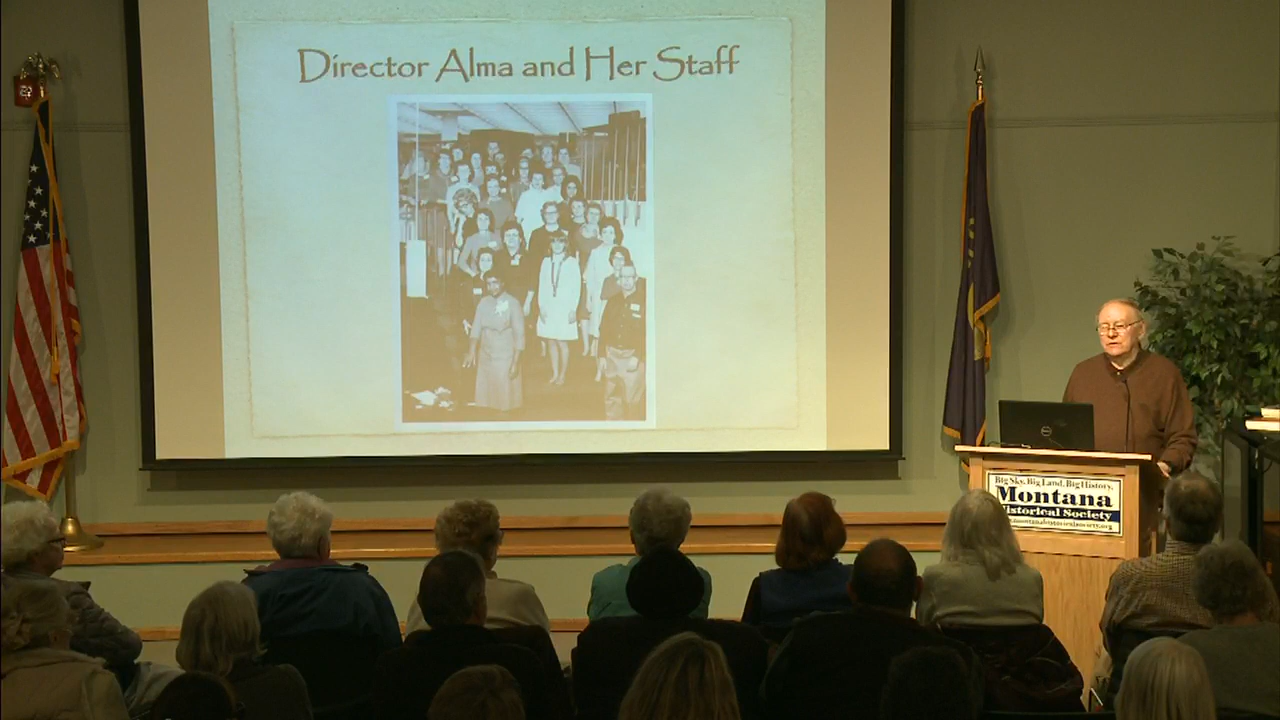 Director Alma and Her Staff
Big Sky, Big Land, Big History,
Montana
Historical Society